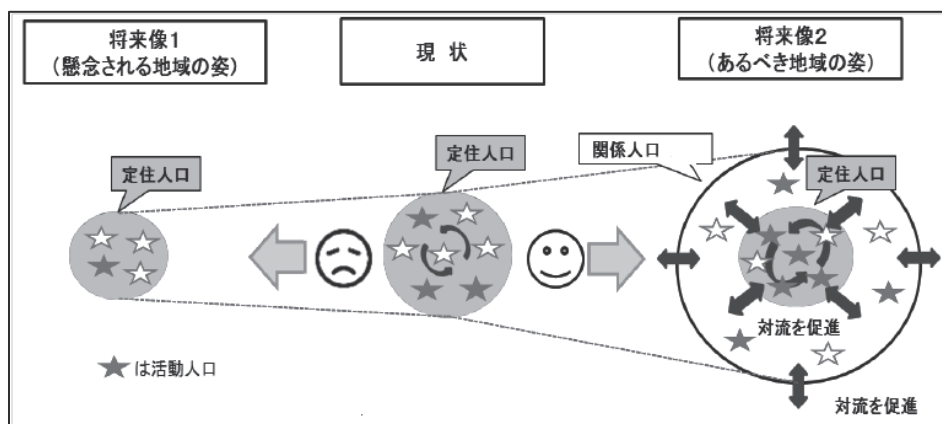 将来像1
(懸念される地域の姿)
現 状
将来像2
(あるべき地域の姿)
定住人口
定住人口
関係人口
定住人口
対流を促進
★は活動人口
対流を促進